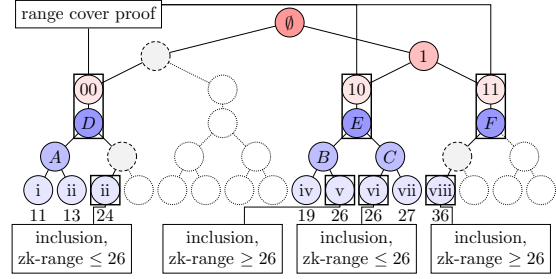 range cover proof
∅
1
00 10 11
D E F
A B C
i ii ii iv v vi vii viii
11 13 24 19 26 26 27 36
inclusion, inclusion, inclusion, inclusion,
zk-range ≤ 26 zk-range ≥ 26 zk-range ≤ 26 zk-range ≥ 26